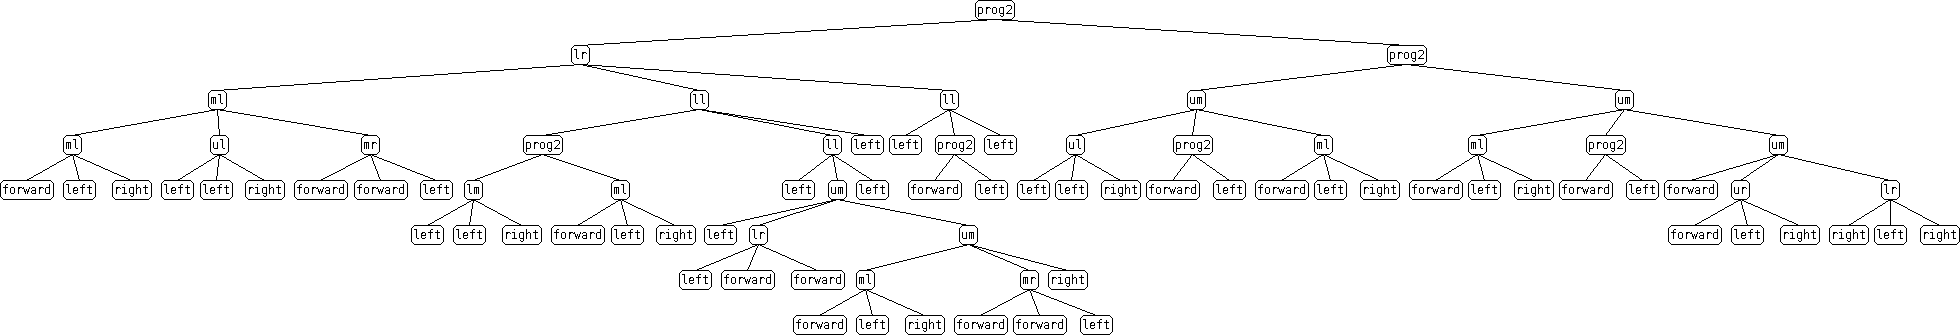 prog2
lr prog2
ml ll ll um um
ml ul mr prog2 ll left left prog2 left ul prog2 ml ml prog2 um
forward left right left left right forward forward left lm ml left um left forward left left left right forward left forward left right forward left right forward left forward ur lr
left left right forward left right left lr um forward left right right left right
left forward forward ml mr right
forward left right forward forward left